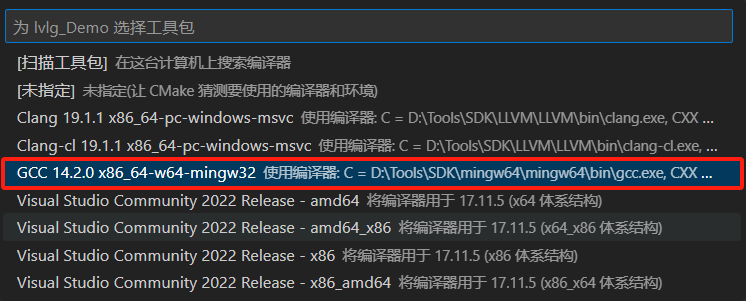 为 lvlg_Demo 选择工具包
[扫描工具包] 在这台计算机上搜索编译器
[未指定] 未指定(让 CMake 猜测要使用的编译器和环境)
Clang 19.1.1 x86_64-pc-windows-msvc 使用编译器: C = D:\Tools\SDK\LLVM\LLVM\bin\clang.exe, CXX ...
Clang-cl 19.1.1 x86_64-pc-windows-msvc 使用编译器: C = D:\Tools\SDK\LLVM\LLVM\bin\clang-cl.exe, ...
GCC 14.2.0 x86_64-w64-mingw32 使用编译器: C = D:\Tools\SDK\mingw64\mingw64\bin\gcc.exe, CXX ...
Visual Studio Community 2022 Release - amd64 将编译器用于 17.11.5 (x64 体系结构)
Visual Studio Community 2022 Release - amd64_x86 将编译器用于 17.11.5 (x64_x86 体系结构)
Visual Studio Community 2022 Release - x86 将编译器用于 17.11.5 (x86 体系结构)
Visual Studio Community 2022 Release - x86_amd64 将编译器用于 17.11.5 (x86_x64 体系结构)